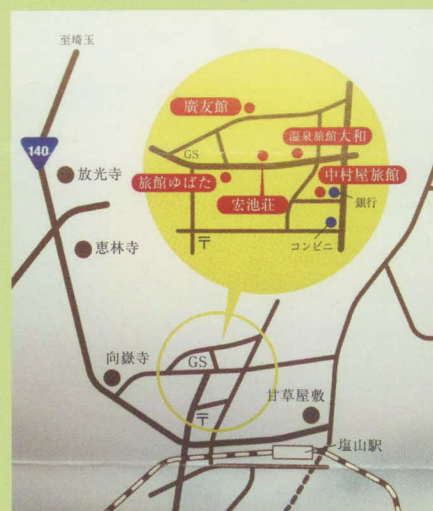 至埼玉
140
放光寺
恵林寺
向嶽寺
廣友館
温泉旅館大和
GS
旅館ゆばた
宏池荘
中村屋旅館
銀行
〒
コンビニ
GS
〒
甘草屋敷
塩山駅